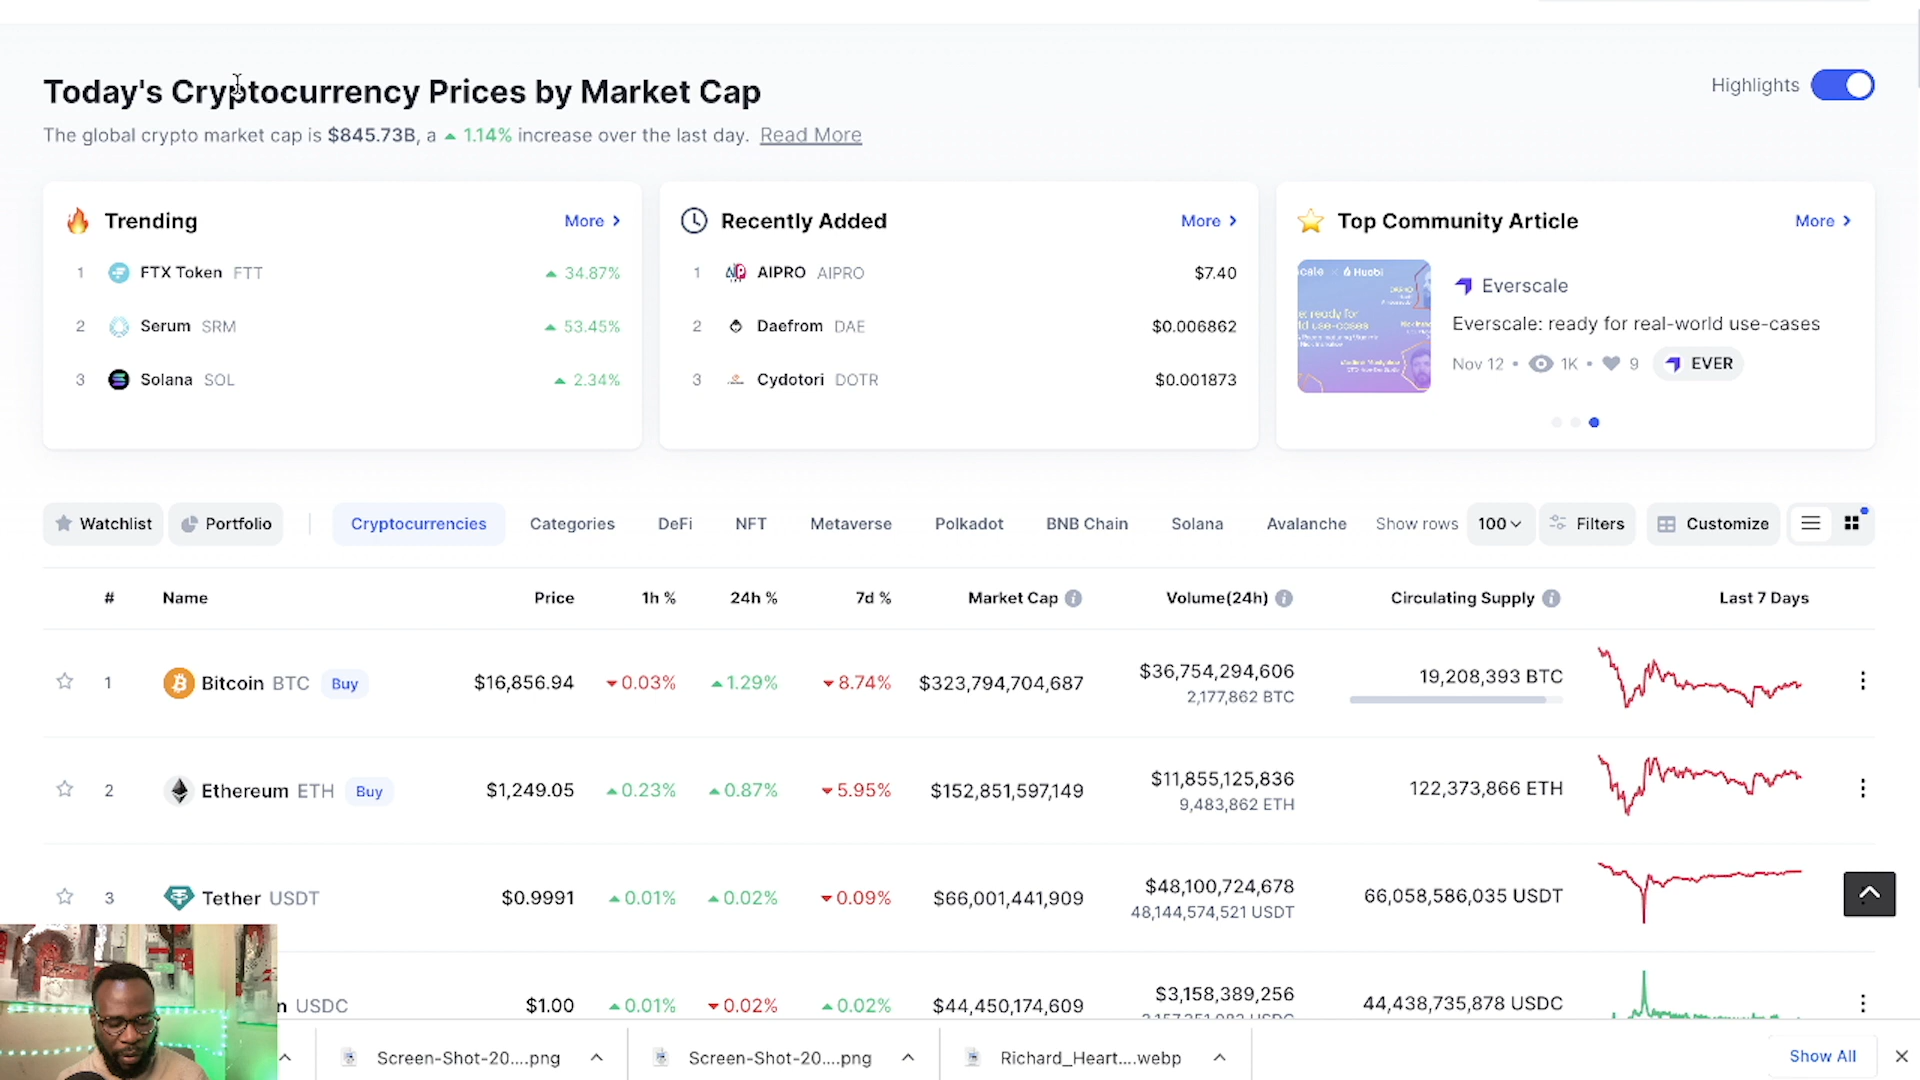 Today's Cryptocurrency Prices by Market Cap
Highlights
The global crypto market cap is $845.73B, a 1.14% increase over the last day. Read More
Trending More
1 FTX Token FTT 34.87%
2 Serum SRM 53.45%
3 Solana SOL 2.34%
Recently Added More
1 AIPRO AIPRO $7.40
2 Daefrom DAE $0.006862
3 Cydotori DOTR $0.001873
Top Community Article More
Huobi
Everscale
Everscale: ready for real-world use-cases
Nov 12 • 1K • 9 EVER
Watchlist Portfolio Cryptocurrencies Categories DeFi NFT Metaverse Polkadot BNB Chain Solana Avalanche Show rows 100 Filters Customize
# Name Price 1h % 24h % 7d % Market Cap Volume(24h) Circulating Supply Last 7 Days
1 Bitcoin BTC Buy $16,856.94 0.03% 1.29% 8.74% $323,794,704,687 $36,754,294,606 19,208,393 BTC
2,177,862 BTC
2 Ethereum ETH Buy $1,249.05 0.23% 0.87% 5.95% $152,851,597,149 $11,855,125,836 122,373,866 ETH
9,483,862 ETH
3 Tether USDT $0.9991 0.01% 0.02% 0.09% $66,001,441,909 $48,100,724,678 66,058,586,035 USDT
48,144,574,521 USDT
USDC $1.00 0.01% 0.02% 0.02% $44,450,174,609 $3,158,389,256 44,438,735,878 USDC
Screen-Shot-20....png Screen-Shot-20....png Richard_Heart....webp Show All